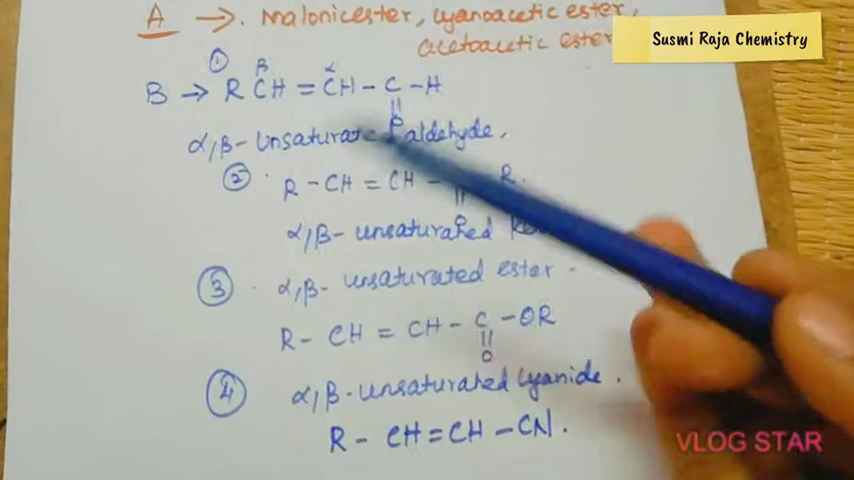 A → . Malonicester, Cyanoacetic ester,
acetoacetic ester
Susmi Raja Chemistry
① β α
B → R CH = CH - C - H
||
O
α,β- Unsaturated aldehyde,
② R - CH = CH - R.
||
O
α,β- unsaturated
③ α,β- unsaturated ester -
R - CH = CH - C - OR
||
O
④ α,β-unsaturated Cyanide.
R - CH = CH - CN.
VLOG STAR